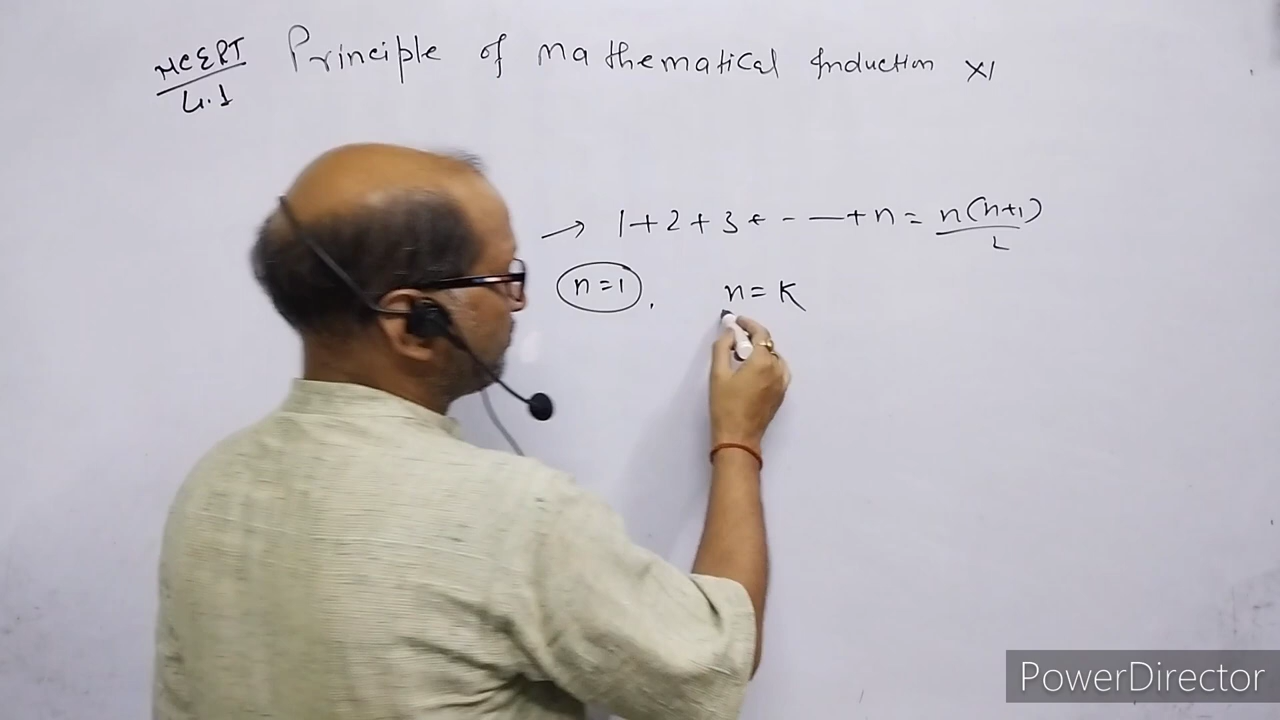 NCERT Principle of Mathematical Induction XI
4.1
→ 1+2+3+ - —+n = n(n+1)/2
n=1, n=K
PowerDirector